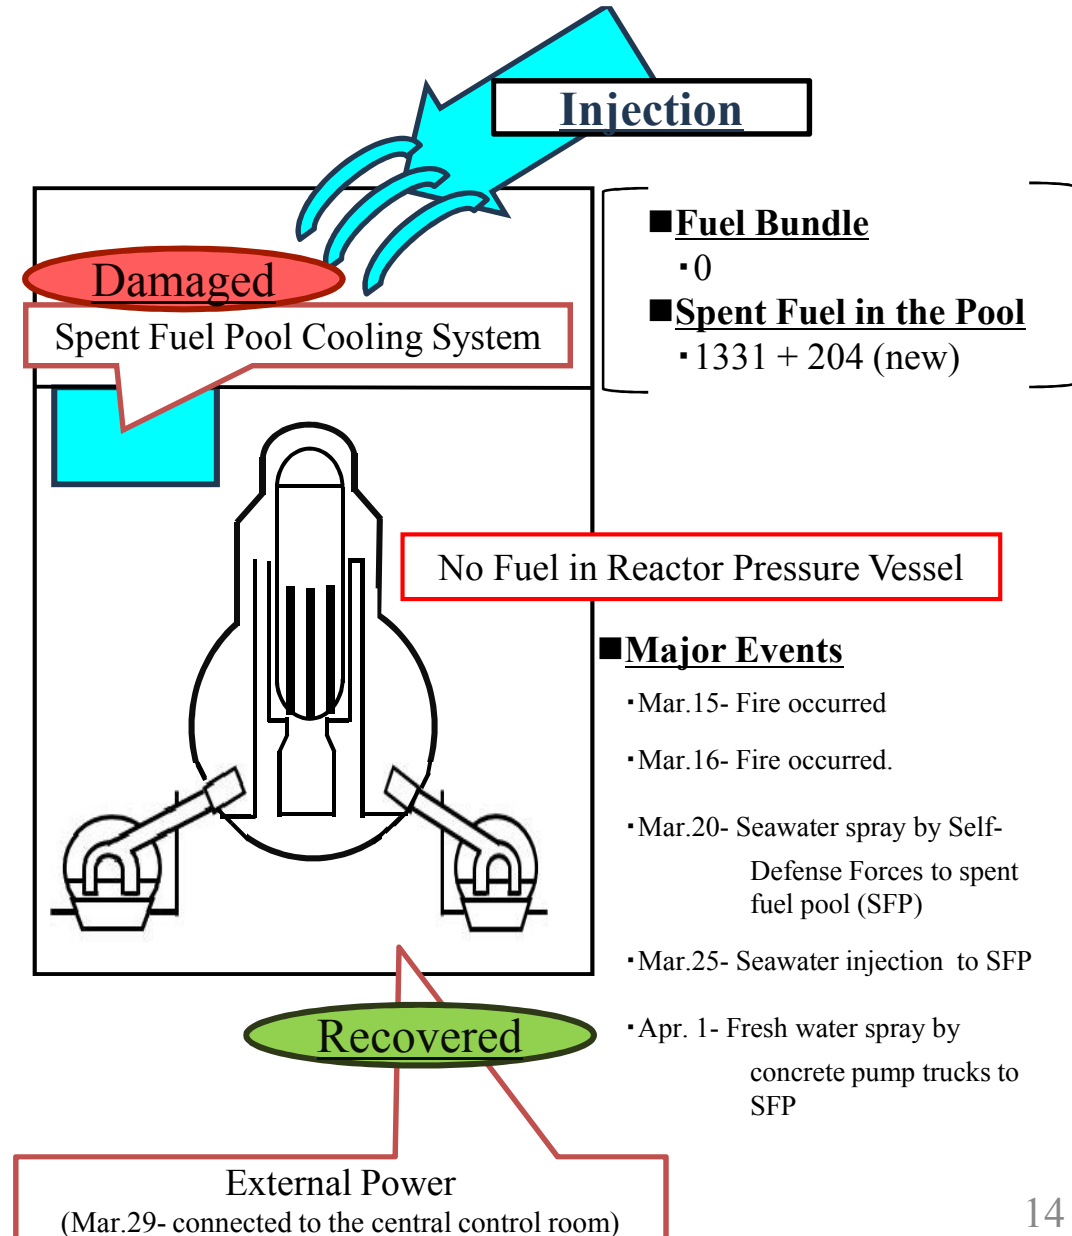 Injection
Damaged
Spent Fuel Pool Cooling System
■Fuel Bundle
・0
■Spent Fuel in the Pool
・1331 + 204 (new)
No Fuel in Reactor Pressure Vessel
■Major Events
・Mar.15- Fire occurred
・Mar.16- Fire occurred.
・Mar.20- Seawater spray by Self-
Defense Forces to spent
fuel pool (SFP)
・Mar.25- Seawater injection  to SFP
・Apr. 1- Fresh water spray by
concrete pump trucks to
SFP
Recovered
External Power
(Mar.29- connected to the central control room)
14